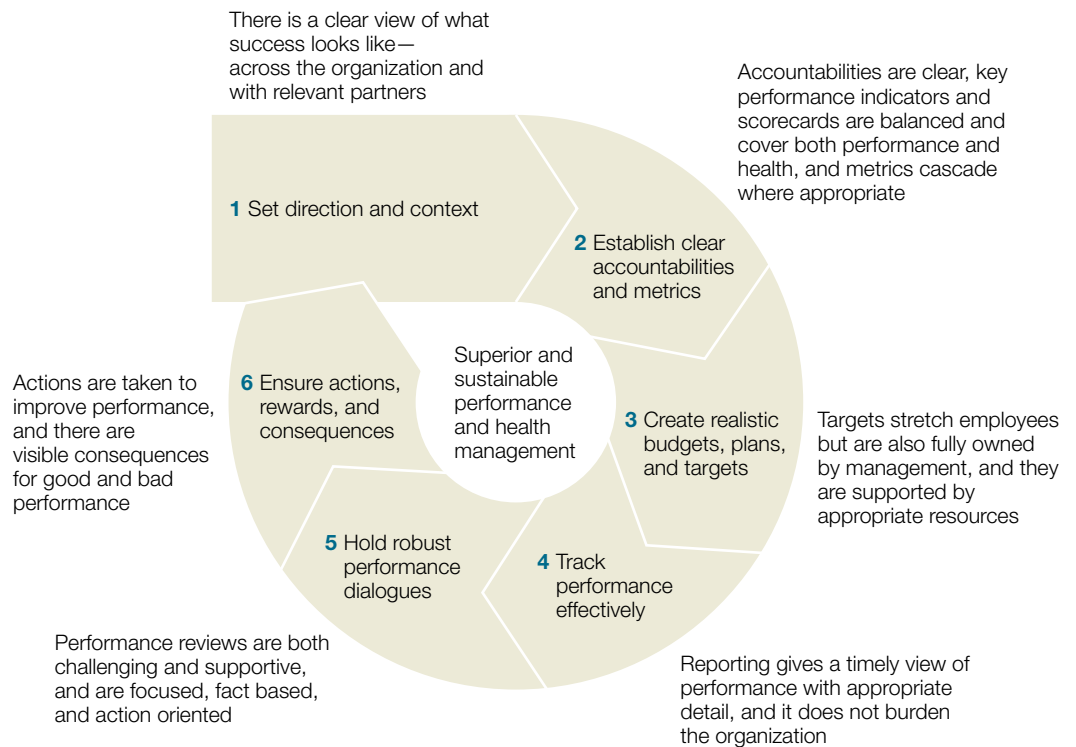 There is a clear view of what
success looks like—
across the organization and
with relevant partners
1 Set direction and context
Accountabilities are clear, key
performance indicators and
scorecards are balanced and
cover both performance and
health, and metrics cascade
where appropriate
2 Establish clear
accountabilities
and metrics
Superior and
sustainable
performance
and health
management
3 Create realistic
budgets, plans,
and targets
Targets stretch employees
but are also fully owned
by management, and they
are supported by
appropriate resources
4 Track
performance
effectively
Reporting gives a timely view of
performance with appropriate
detail, and it does not burden
the organization
5 Hold robust
performance
dialogues
Performance reviews are both
challenging and supportive,
and are focused, fact based,
and action oriented
6 Ensure actions,
rewards, and
consequences
Actions are taken to
improve performance,
and there are
visible consequences
for good and bad
performance